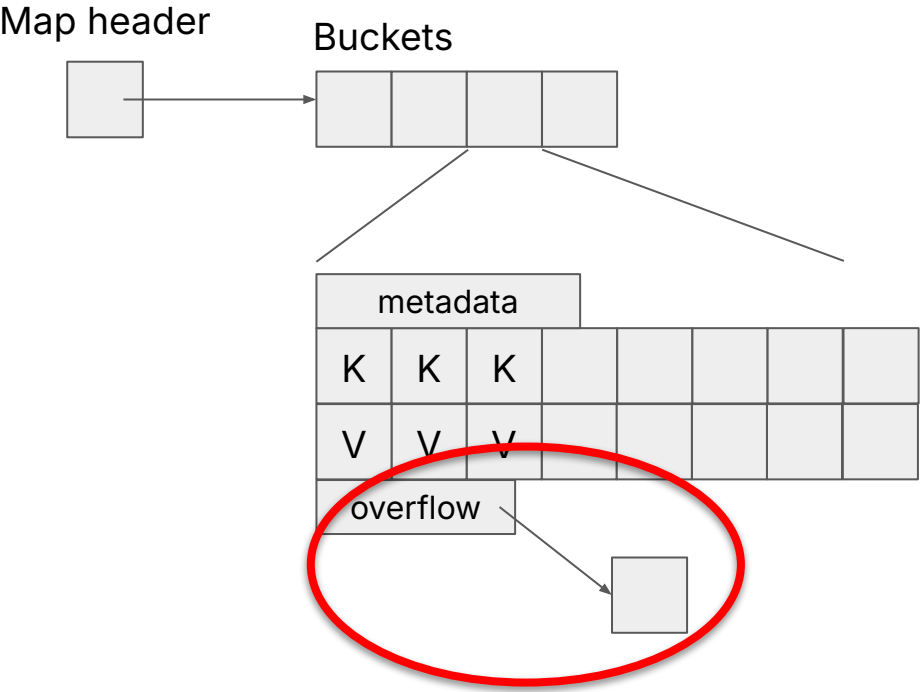 Map header
Buckets
metadata
K K K
V V V
overflow